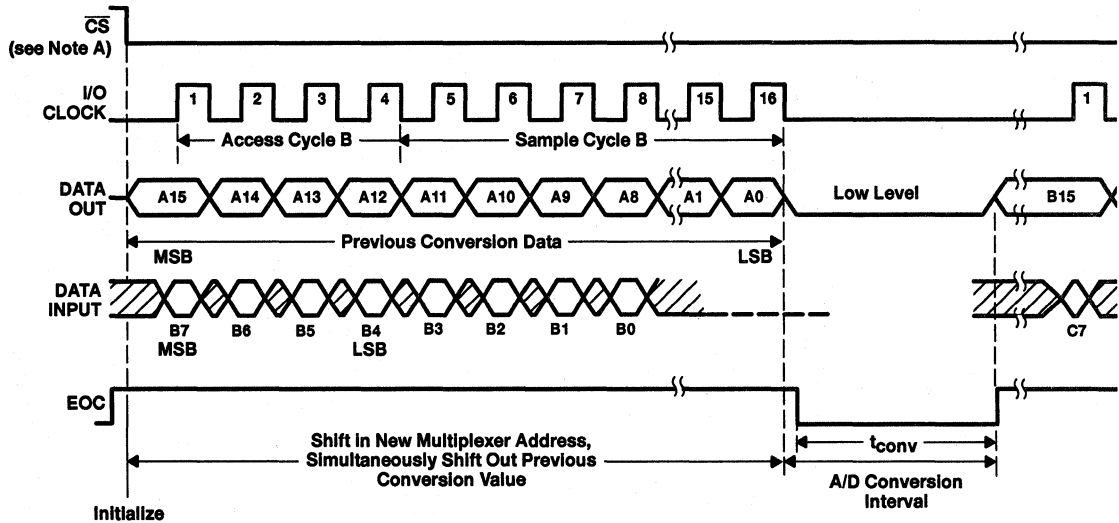 CS
(see Note A)
I/O
CLOCK
1 2 3 4 5 6 7 8 15 16 1
Access Cycle B Sample Cycle B
DATA
OUT
A15 A14 A13 A12 A11 A10 A9 A8 A1 A0 Low Level B15
Previous Conversion Data
MSB LSB
DATA
INPUT
B7 B6 B5 B4 B3 B2 B1 B0 C7
MSB LSB
EOC
Shift in New Multiplexer Address,
Simultaneously Shift Out Previous
Conversion Value
tconv
A/D Conversion
Interval
Initialize